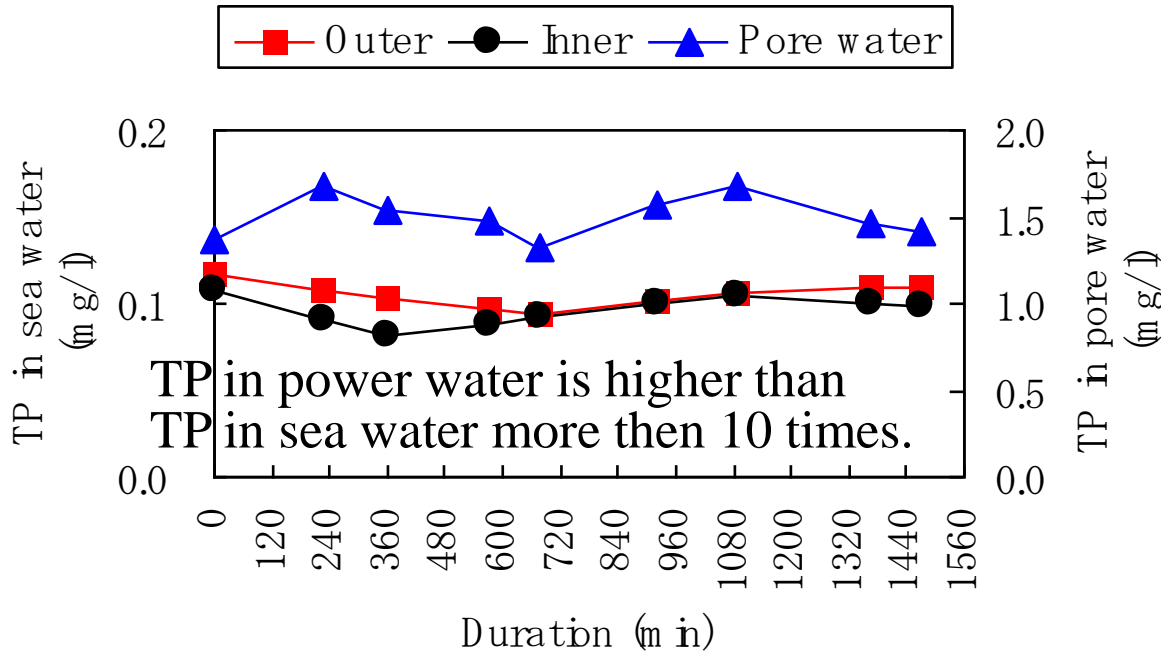 Outer Inner Pore water
0.2
0.1
0.0
TP in sea water
(mg/l)
2.0
1.5
1.0
0.5
0.0
TP in pore water
(mg/l)
TP in power water is higher than
TP in sea water more then 10 times.
0 120 240 360 480 600 720 840 960 1080 1200 1320 1440 1560
Duration (min)